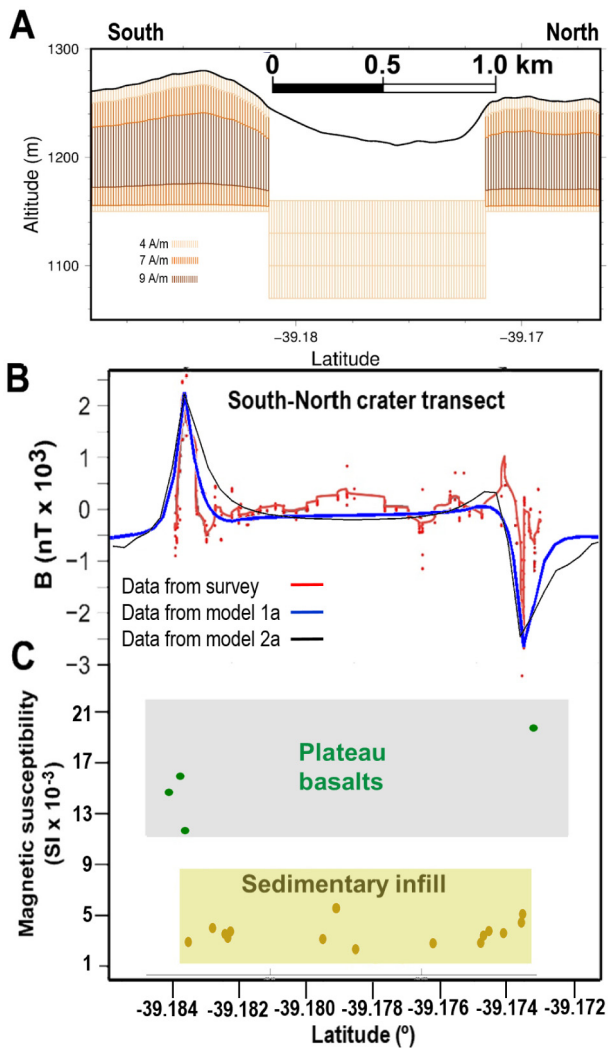 A
South
North
0 0.5 1.0 km
1300
1200
1100
Altitude (m)
4 A/m
7 A/m
9 A/m
−39.18 −39.17
Latitude
B
South-North crater transect
2
1
0
−1
−2
−3
B (nT x 10³)
Data from survey
Data from model 1a
Data from model 2a
C
21
17
13
9
5
1
Magnetic susceptibility
(SI x 10⁻³)
Plateau
basalts
Sedimentary infill
-39.184 -39.182 -39.180 -39.178 -39.176 -39.174 -39.172
Latitude (º)